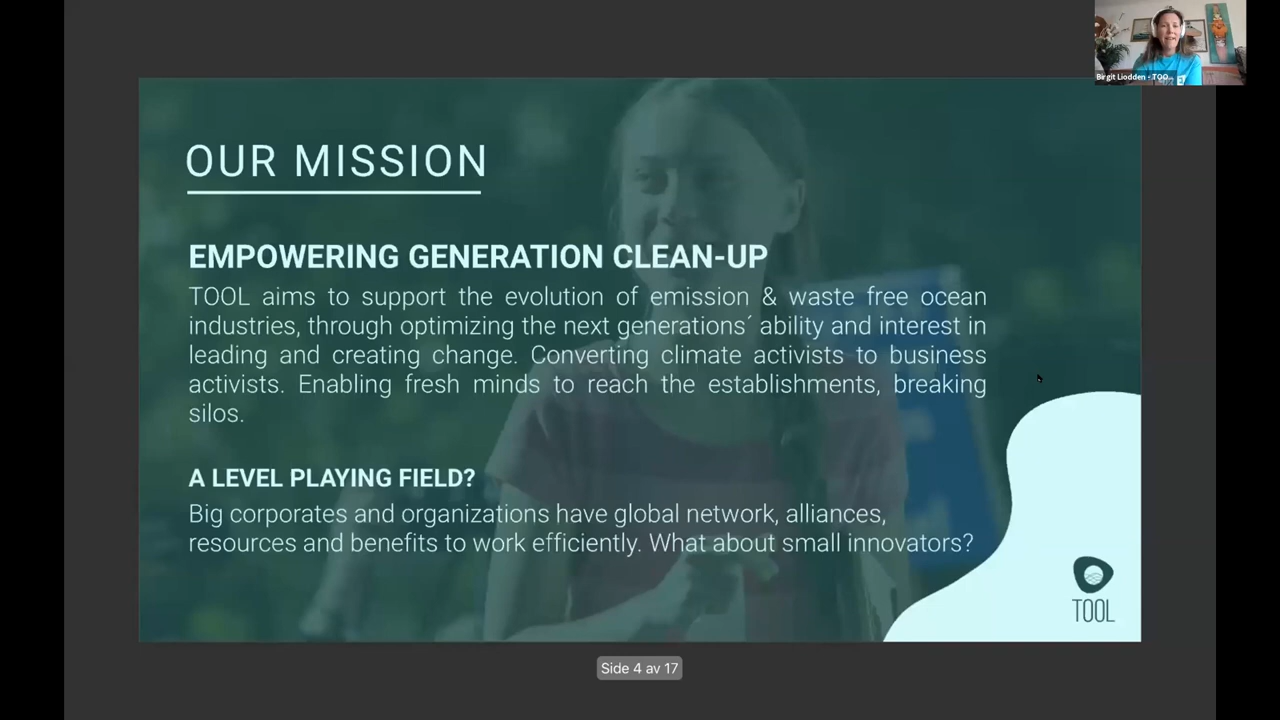 Birgit Liodden - TOO...
OUR MISSION
EMPOWERING GENERATION CLEAN-UP
TOOL aims to support the evolution of emission & waste free ocean
industries, through optimizing the next generations´ ability and interest in
leading and creating change. Converting climate activists to business
activists. Enabling fresh minds to reach the establishments, breaking
silos.
A LEVEL PLAYING FIELD?
Big corporates and organizations have global network, alliances,
resources and benefits to work efficiently. What about small innovators?
TOOL
Side 4 av 17